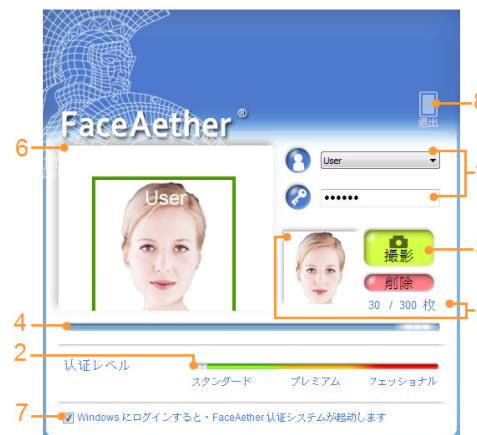 FaceAether®
8
退出
6
User
User
••••••
撮影
削除
30 / 300 枚
4
2
认证レベル
スタンダード
プレミアム
フェッショナル
7
Windows にログインすると、FaceAether 认证システムが起動します